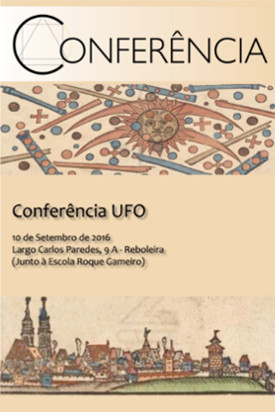 CONFERÊNCIA
Conferência UFO
10 de Setembro de 2016
Largo Carlos Paredes, 9 A - Reboleira
(Junto à Escola Roque Gameiro)